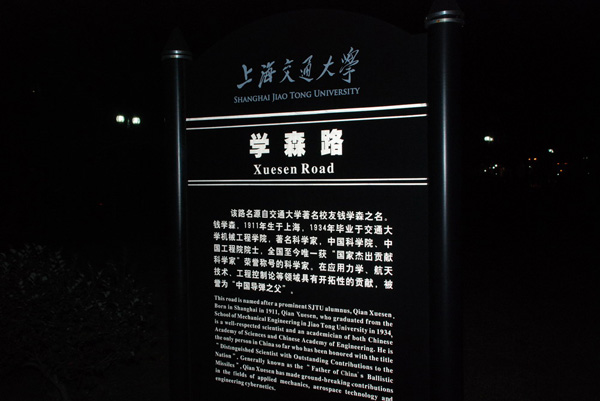 上海交通大學
SHANGHAI JIAO TONG UNIVERSITY
学森路
Xuesen Road
该路名源自交通大学著名校友钱学森之名。
钱学森，1911年生于上海，1934年毕业于交通大
学机械工程学院，著名科学家，中国科学院、中
国工程院院士，全国至今唯一获“国家杰出贡献
科学家”荣誉称号的科学家，在应用力学、航天
技术、工程控制论等领域具有开拓性的贡献，被
誉为“中国导弹之父”。
This road is named after a prominent SJTU alumnus, Qian Xuesen.
Born in Shanghai in 1911, Qian Xuesen, who graduated from the
School of Mechanical Engineering in Jiao Tong University in 1934,
is a well-respected scientist and an academician of both Chinese
Academy of Sciences and Chinese Academy of Engineering. He is
the only person in China so far who has been honored with the title
"Distinguished Scientist with Outstanding Contributions to the
Nation". Generally known as the "Father of China's Ballistic
Missiles", Qian Xuesen has made ground-breaking contributions
in the fields of applied mechanics, aerospace technology and
engineering cybernetics.